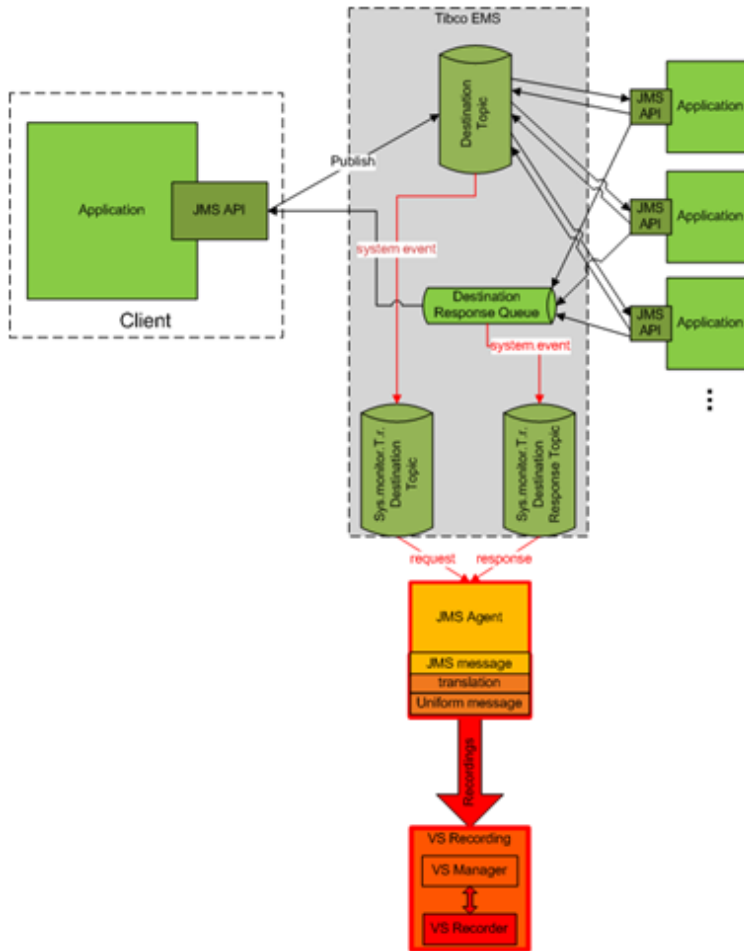 Tibco EMS
Destination
Topic
JMS
API
Application
Publish
Application
JMS API
JMS
API
Application
system event
Client
Destination
Response Queue
JMS
API
Application
system.event
Sys.monitor.T.r.
Destination
Topic
Sys.monitor.T.r.
Destination
Response Topic
request
response
JMS Agent
JMS message
translation
Uniform message
Recordings
VS Recording
VS Manager
VS Recorder